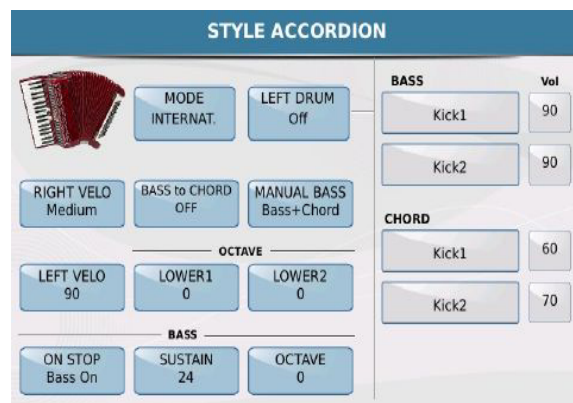 STYLE ACCORDION
MODE
INTERNAT.
LEFT DRUM
Off
RIGHT VELO
Medium
BASS to CHORD
OFF
MANUAL BASS
Bass+Chord
OCTAVE
LEFT VELO
90
LOWER1
0
LOWER2
0
BASS
ON STOP
Bass On
SUSTAIN
24
OCTAVE
0
BASS Vol
Kick1 90
Kick2 90
CHORD
Kick1 60
Kick2 70